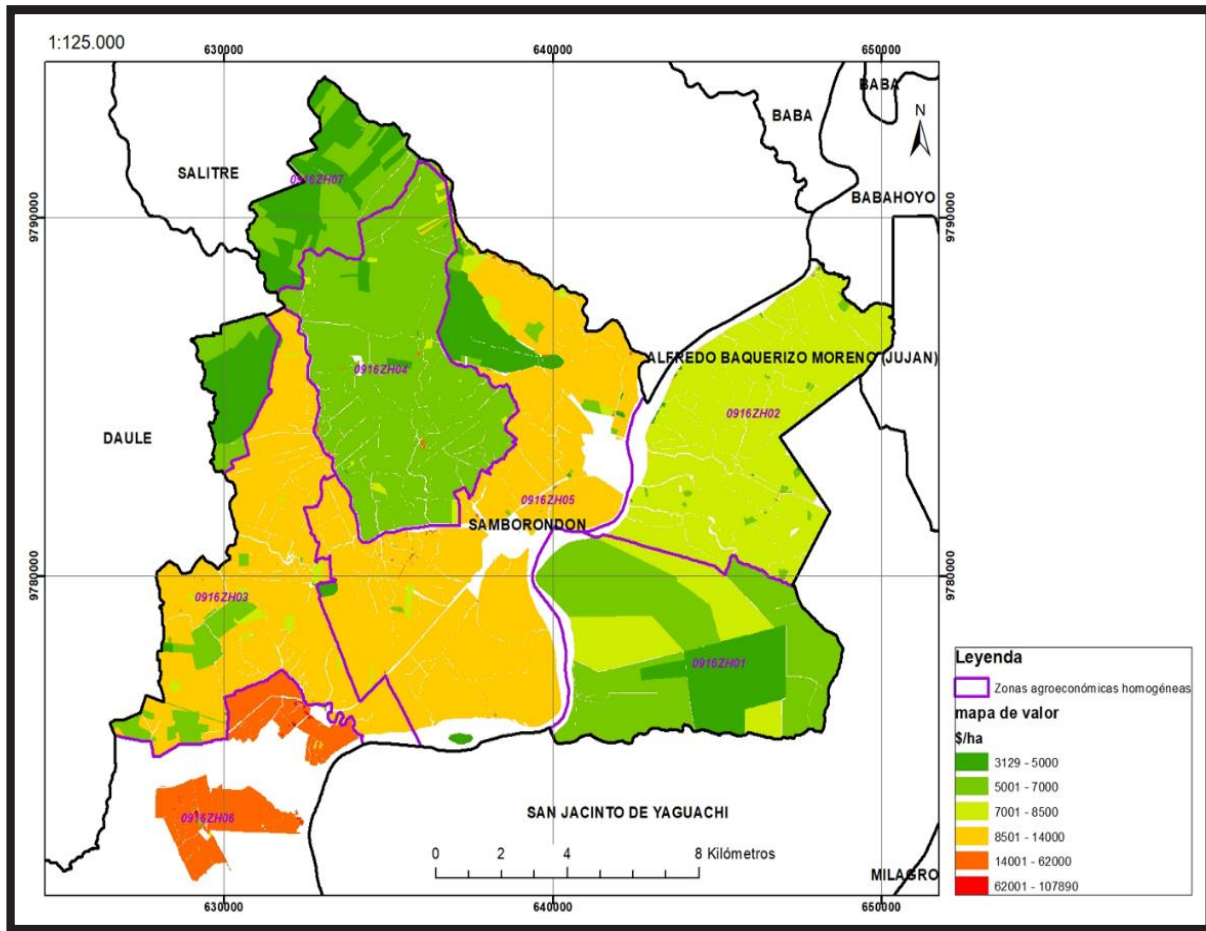 1:125.000
630000
640000
650000
BABA
BABA
N
SALITRE
0916ZH07
9790000
BABAHOYO
9790000
ALFREDO BAQUERIZO MORENO (JUJAN)
0916ZH04
0916ZH02
DAULE
0916ZH05
SAMBORONDON
9780000
9780000
0916ZH03
0916ZH01
0916ZH06
SAN JACINTO DE YAGUACHI
0 2 4 8 Kilómetros
MILAGRO
630000
640000
650000
Leyenda
Zonas agroeconómicas homogéneas
mapa de valor
$/ha
3129 - 5000
5001 - 7000
7001 - 8500
8501 - 14000
14001 - 62000
62001 - 107890